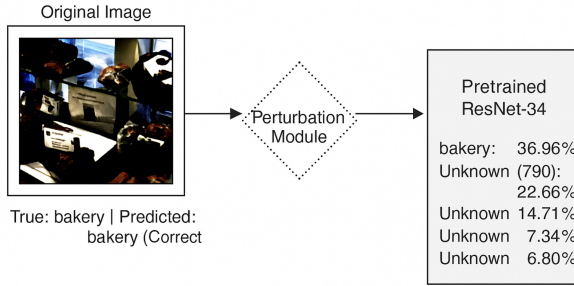 Original Image
Perturbation
Module
Pretrained
ResNet-34
bakery: 36.96%
Unknown (790):
22.66%
Unknown 14.71%
Unknown 7.34%
Unknown 6.80%
True: bakery | Predicted:
bakery (Correct